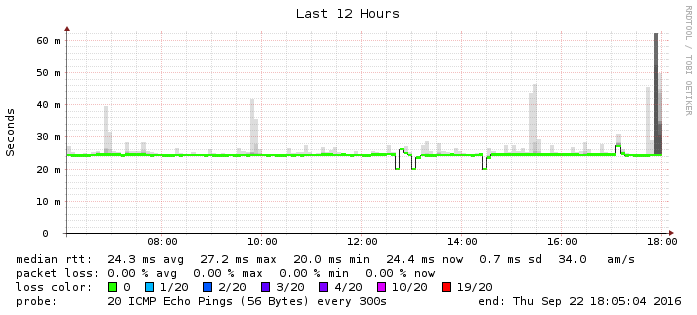 Last 12 Hours
RRDTOOL / TOBI OETIKER
Seconds
60 m
50 m
40 m
30 m
20 m
10 m
0
08:00 10:00 12:00 14:00 16:00 18:00
median rtt: 24.3 ms avg 27.2 ms max 20.0 ms min 24.4 ms now 0.7 ms sd 34.0 am/s
packet loss: 0.00 % avg 0.00 % max 0.00 % min 0.00 % now
loss color: 0 1/20 2/20 3/20 4/20 10/20 19/20
probe: 20 ICMP Echo Pings (56 Bytes) every 300s end: Thu Sep 22 18:05:04 2016